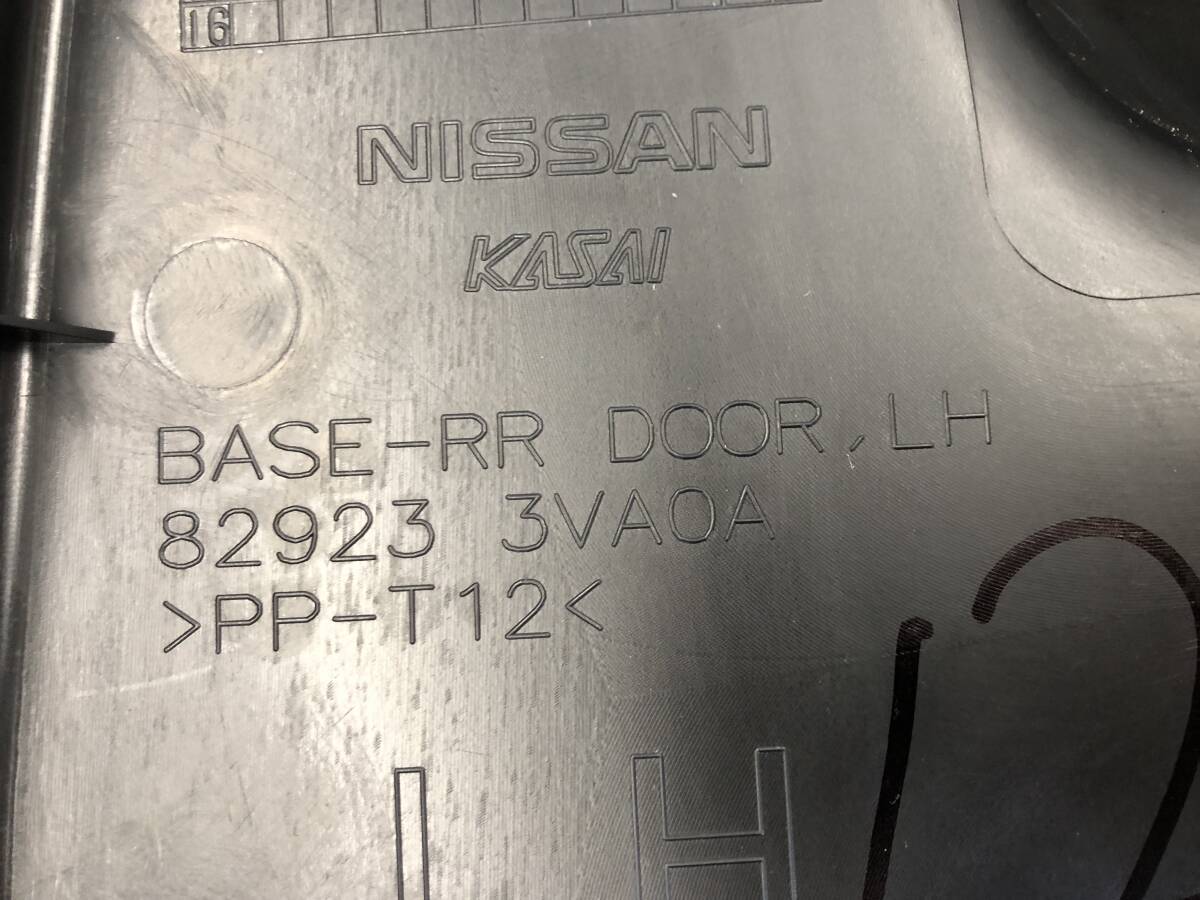 16
NISSAN
KASAI
BASE-RR DOOR, LH
82923 3VA0A
>PP-T12<
LH